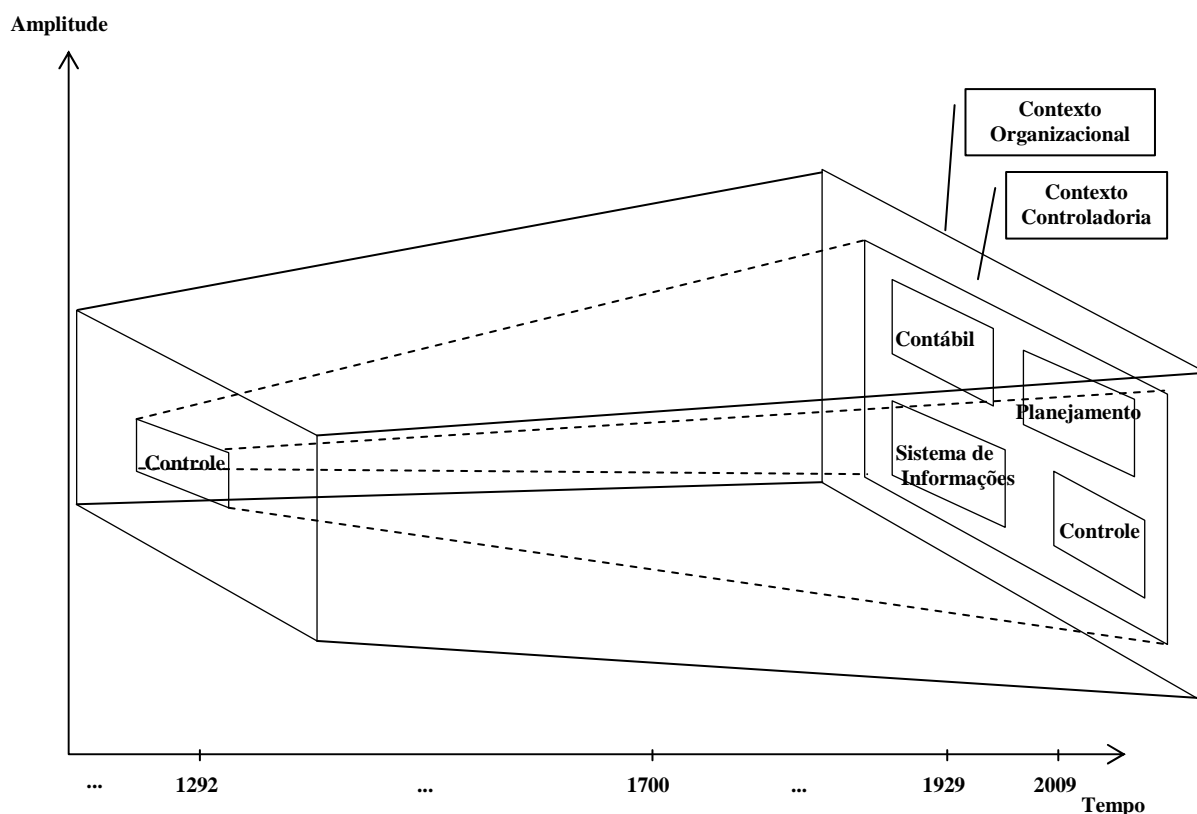 Amplitude
Contexto
Organizacional
Contexto
Controladoria
Contábil
Planejamento
Controle
Sistema de
Informações
Controle
... 1292 ... 1700 ... 1929 2009
Tempo